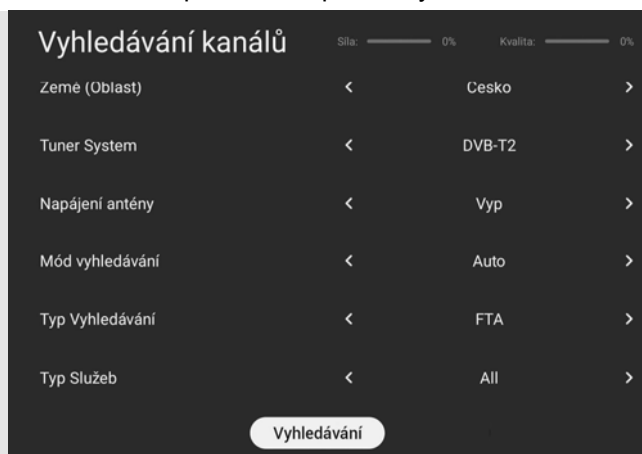 Vyhledávání kanálů Síla: 0% Kvalita: 0%
Země (Oblast) Česko
Tuner System DVB-T2
Napájení antény Vyp
Mód vyhledávání Auto
Typ Vyhledávání FTA
Typ Služeb All
Vyhledávání